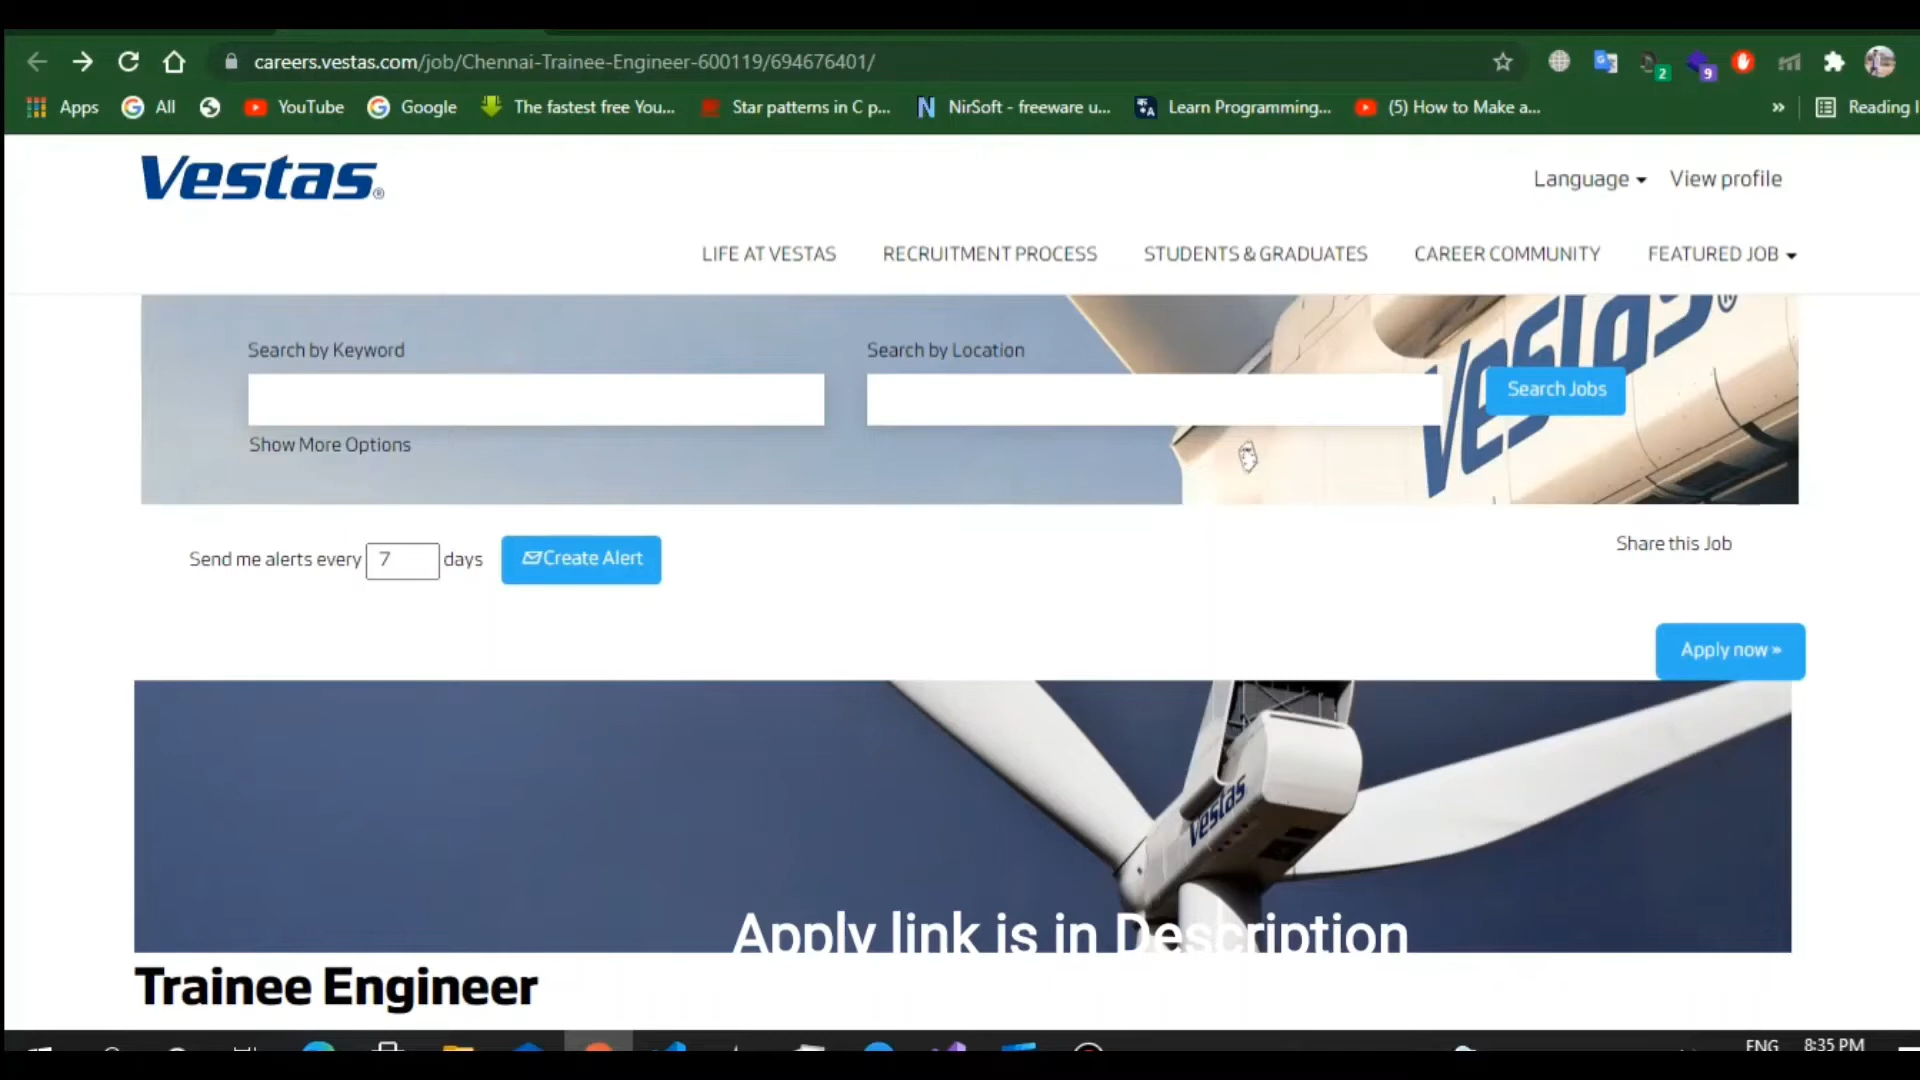 careers.vestas.com/job/Chennai-Trainee-Engineer-600119/694676401/
2
9
Apps
All
YouTube
Google
The fastest free You...
Star patterns in C p...
NirSoft - freeware u...
Learn Programming...
(5) How to Make a...
»
Reading
Vestas®
Language
View profile
LIFE AT VESTAS
RECRUITMENT PROCESS
STUDENTS & GRADUATES
CAREER COMMUNITY
FEATURED JOB
Vestas®
Search by Keyword
Search by Location
Search Jobs
Show More Options
Send me alerts every 7 days
Create Alert
Share this Job
Apply now »
Vestas
Apply link is in Description
Trainee Engineer
ENG
8:35 PM